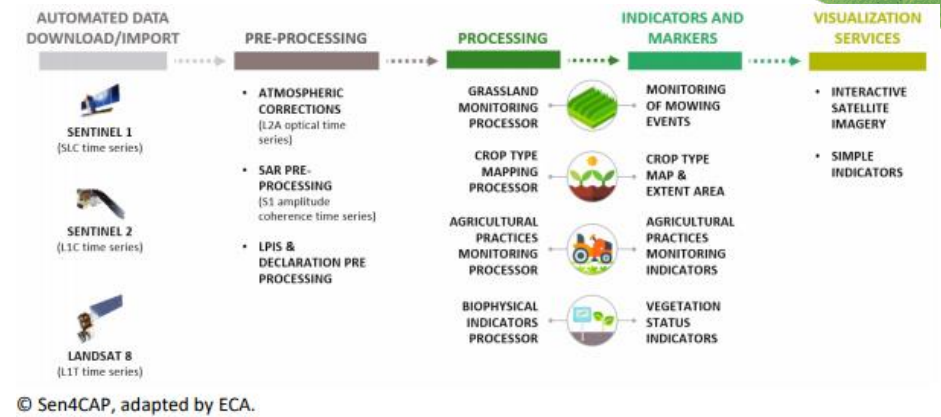 AUTOMATED DATA
DOWNLOAD/IMPORT
PRE-PROCESSING
PROCESSING
INDICATORS AND
MARKERS
VISUALIZATION
SERVICES
SENTINEL 1
(SLC time series)
SENTINEL 2
(L1C time series)
LANDSAT 8
(L1T time series)
• ATMOSPHERIC
CORRECTIONS
(L2A optical time
series)
• SAR PRE-
PROCESSING
(S1 amplitude
coherence time series)
• LPIS &
DECLARATION PRE
PROCESSING
GRASSLAND
MONITORING
PROCESSOR
CROP TYPE
MAPPING
PROCESSOR
AGRICULTURAL
PRACTICES
MONITORING
PROCESSOR
BIOPHYSICAL
INDICATORS
PROCESSOR
MONITORING
OF MOWING
EVENTS
CROP TYPE
MAP &
EXTENT AREA
AGRICULTURAL
PRACTICES
MONITORING
INDICATORS
VEGETATION
STATUS
INDICATORS
• INTERACTIVE
SATELLITE
IMAGERY
• SIMPLE
INDICATORS
© Sen4CAP, adapted by ECA.